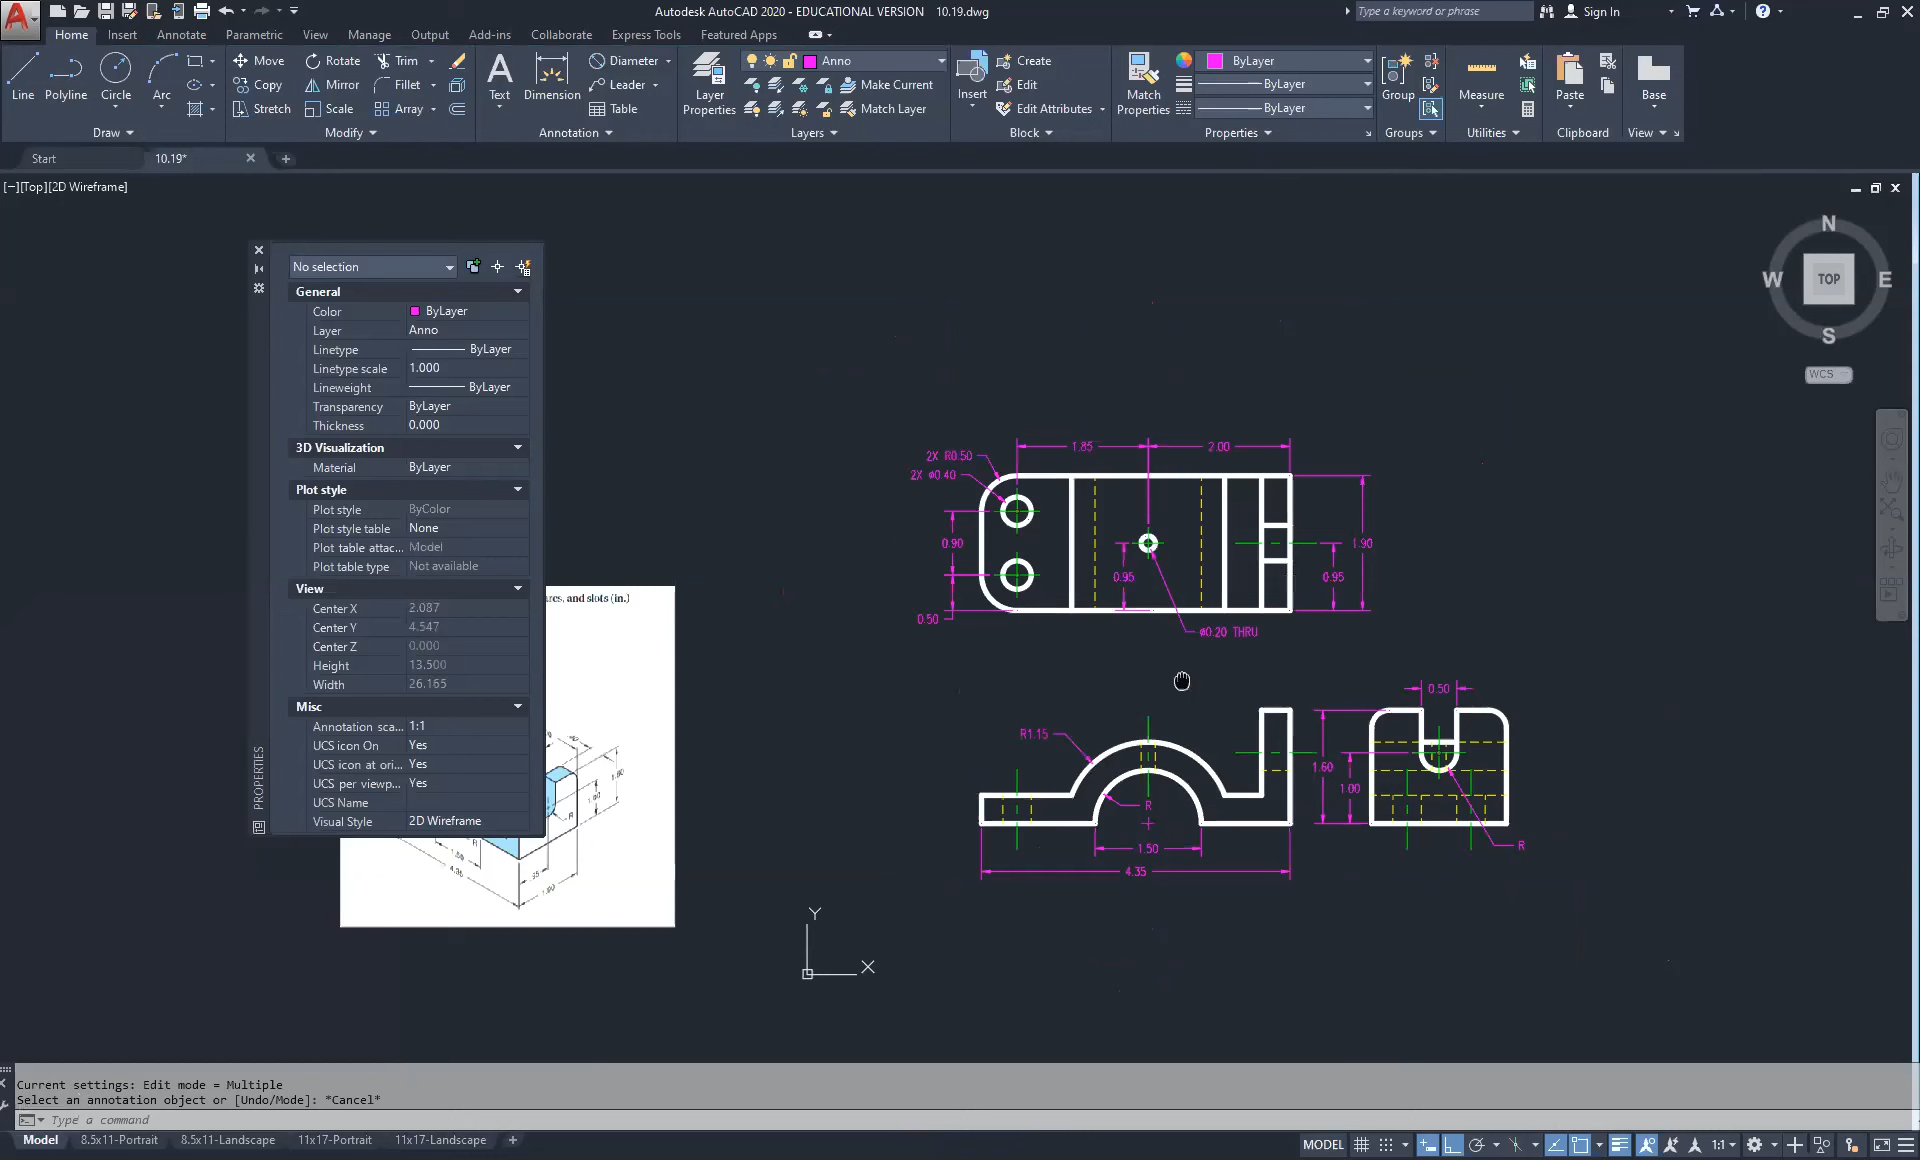 Autodesk AutoCAD 2020 - EDUCATIONAL VERSION 10.19.dwg
Type a keyword or phrase
Sign In
Home Insert Annotate Parametric View Manage Output Add-ins Collaborate Express Tools Featured Apps
Line Polyline Circle Arc
Draw
Move Rotate Trim
Copy Mirror Fillet
Stretch Scale Array
Modify
Text Dimension
Diameter
Leader
Table
Annotation
Layer Properties
Anno
Make Current
Match Layer
Layers
Insert
Create
Edit
Edit Attributes
Block
Match Properties
ByLayer
ByLayer
ByLayer
Properties
Group
Groups
Measure
Utilities
Paste
Clipboard
Base
View
Start 10.19*
[−][Top][2D Wireframe]
N
W TOP E
S
WCS
No selection
General
Color ByLayer
Layer Anno
Linetype ByLayer
Linetype scale 1.000
Lineweight ByLayer
Transparency ByLayer
Thickness 0.000
3D Visualization
Material ByLayer
Plot style
Plot style ByColor
Plot style table None
Plot table attac... Model
Plot table type Not available
View
Center X 2.087
Center Y 4.547
Center Z 0.000
Height 13.500
Width 26.165
Misc
Annotation sca... 1:1
UCS icon On Yes
UCS icon at ori... Yes
UCS per viewp... Yes
UCS Name
Visual Style 2D Wireframe
PROPERTIES
and slots (in.)
R
R
4.35
1.85 2.00
2X R0.50
2X ø0.40
0.90
0.50
0.95
0.95
1.90
ø0.20 THRU
R1.15
R
1.50
4.35
1.60
1.00
0.50
R
Y
X
Current settings: Edit mode = Multiple
Select an annotation object or [Undo/Mode]: *Cancel*
Type a command
Model 8.5x11-Portrait 8.5x11-Landscape 11x17-Portrait 11x17-Landscape
MODEL 1:1